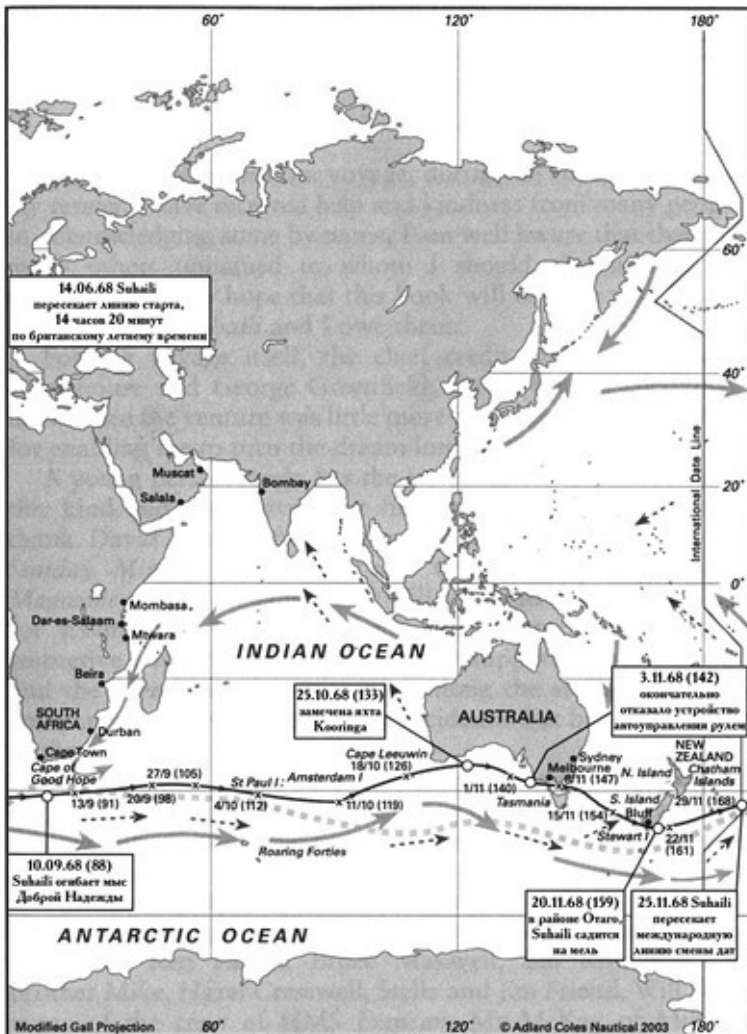 60° 120° 180°
0° 80°
60°
14.06.68 Suhaili
пересекает линию старта,
14 часов 20 минут
по британскому летнему времени
40°
International Date Line
Muscat
Bombay
20°
Salala
0°
Mombasa
Dar-es-Salaam
Mtwara
INDIAN OCEAN
Beira
25.10.68 (133)
замечена яхта
Kooringa
AUSTRALIA
3.11.68 (142)
окончательно
отказало устройство
автоуправления рулем
SOUTH
AFRICA
Durban
Cape Town
Cape of
Good Hope
27/9 (105)
St Paul I
Amsterdam I
Cape Leeuwin
18/10 (126)
Sydney
Melbourne
8/11 (147)
N. Island
NEW
ZEALAND
Chatham
Islands
13/9 (91)
20/9 (98)
4/10 (112)
11/10 (119)
1/11 (140)
Tasmania
15/11 (154)
S. Island
Bluff
Stewart I
29/11 (168)
22/11
(161)
Roaring Forties
10.09.68 (88)
Suhaili огибает мыс
Доброй Надежды
20.11.68 (159)
в районе Отаго,
Suhaili садится
на мель
25.11.68 Suhaili
пересекает
международную
линию смены дат
ANTARCTIC OCEAN
60° 120° 180°
Modified Gall Projection
© Adlard Coles Nautical 2003